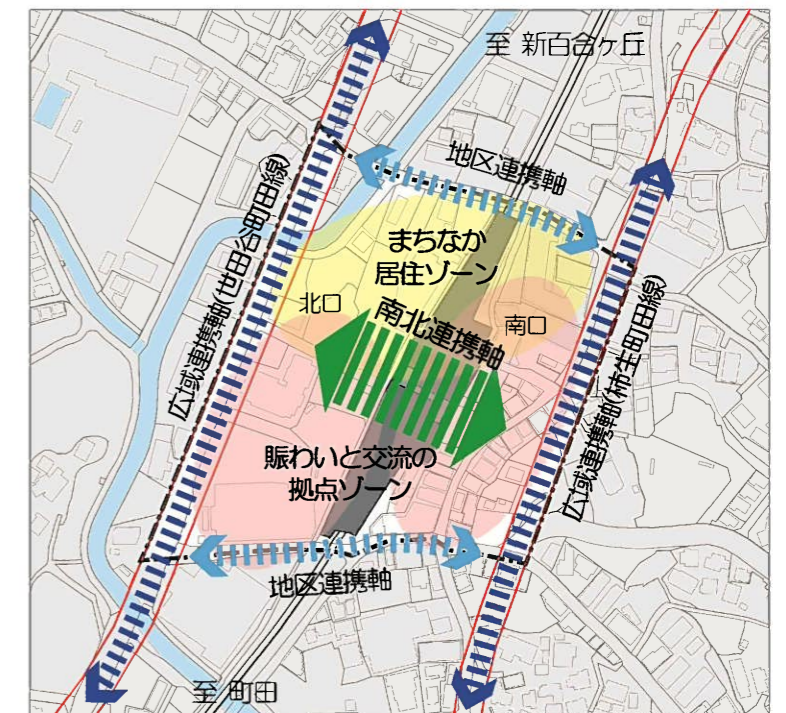 至 新百合ヶ丘
地区連携軸
広域連携軸(世田谷町田線)
まちなか
居住ゾーン
北口
南口
南北連携軸
広域連携軸(柿生町田線)
賑わいと交流の
拠点ゾーン
地区連携軸
至 町田